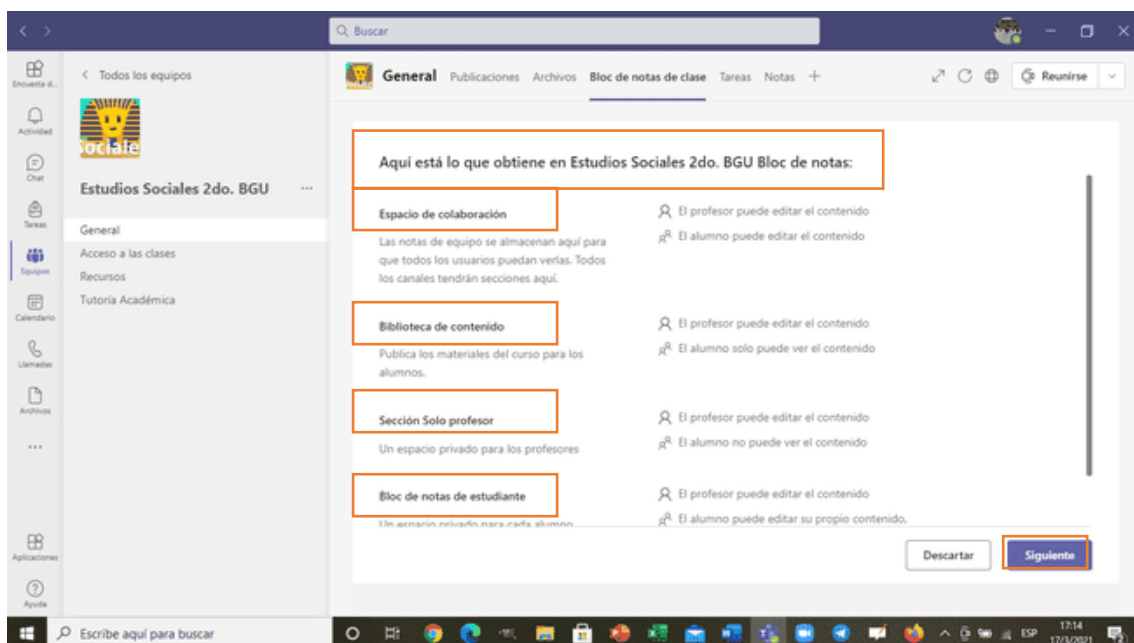 Buscar
Encuesta d...
Actividad
Chat
Tareas
Equipos
Calendario
Llamadas
Archivos
Aplicaciones
Ayuda
Todos los equipos
Sociale
Estudios Sociales 2do. BGU ...
General
Acceso a las clases
Recursos
Tutoría Académica
General Publicaciones Archivos Bloc de notas de clase Tareas Notas +
Reunirse
Aquí está lo que obtiene en Estudios Sociales 2do. BGU Bloc de notas:
Espacio de colaboración
Las notas de equipo se almacenan aquí para
que todos los usuarios puedan verlas. Todos
los canales tendrán secciones aquí.
El profesor puede editar el contenido
El alumno puede editar el contenido
Biblioteca de contenido
Publica los materiales del curso para los
alumnos.
El profesor puede editar el contenido
El alumno solo puede ver el contenido
Sección Solo profesor
Un espacio privado para los profesores
El profesor puede editar el contenido
El alumno no puede ver el contenido
Bloc de notas de estudiante
Un espacio privado para cada alumno
El profesor puede editar el contenido
El alumno puede editar su propio contenido.
Descartar
Siguiente
Escribe aquí para buscar
ESP
17:14
17/3/2021